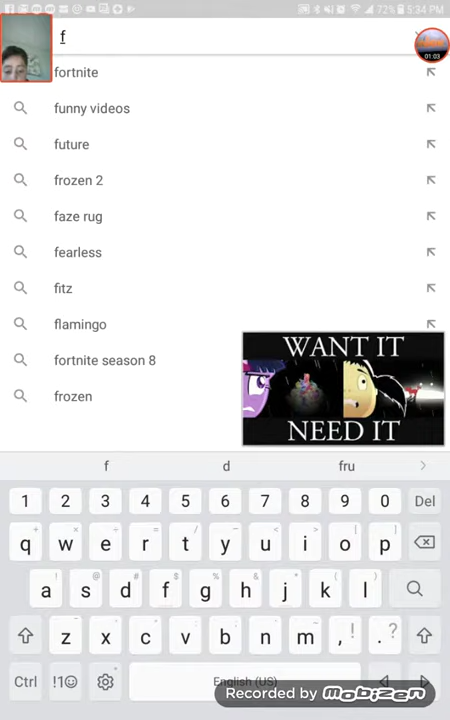 72% 5:34 PM
f
01:03
fortnite
funny videos
future
frozen 2
faze rug
fearless
fitz
flamingo
fortnite season 8
frozen
WANT IT
NEED IT
f d fru >
1 2 3 4 5 6 7 8 9 0 Del
q w e r t y u i o p
a s d f g h j k l
z x c v b n m , ! . ?
Ctrl !1☺ English (US)
Recorded by MOBIZEN